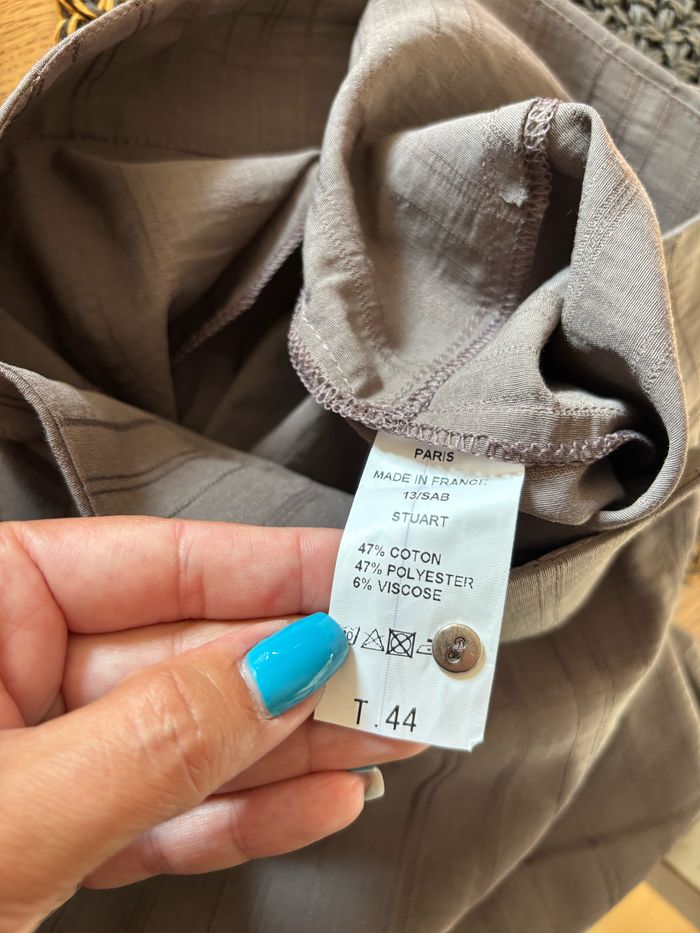 PARIS
MADE IN FRANCE
13/SAB
STUART
47% COTON
47% POLYESTER
6% VISCOSE
T.44